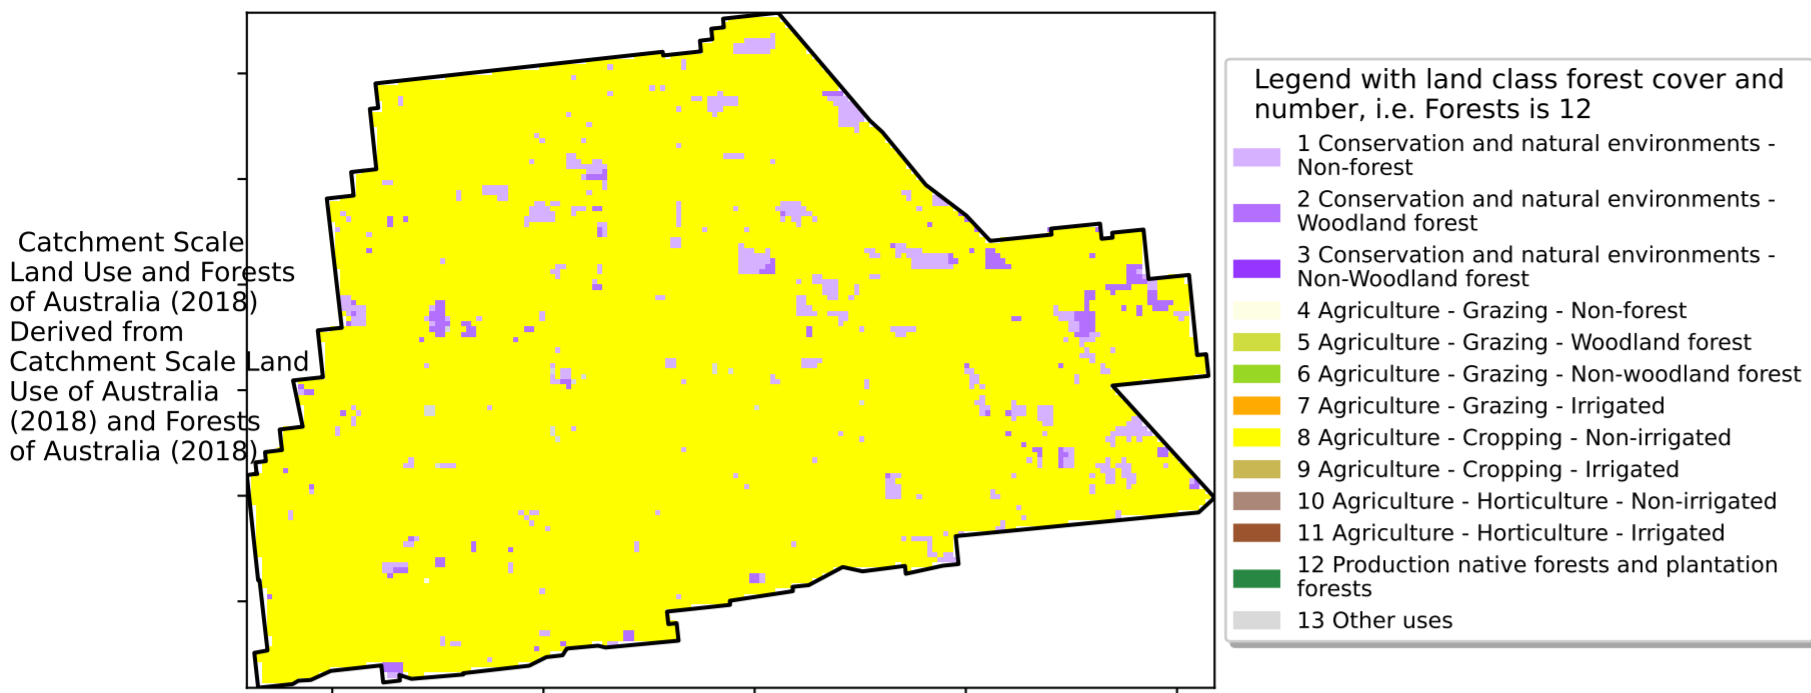 Catchment Scale
Land Use and Forests
of Australia (2018)
Derived from
Catchment Scale Land
Use of Australia
(2018) and Forests
of Australia (2018)
Legend with land class forest cover and
number, i.e. Forests is 12
1 Conservation and natural environments -
Non-forest
2 Conservation and natural environments -
Woodland forest
3 Conservation and natural environments -
Non-Woodland forest
4 Agriculture - Grazing - Non-forest
5 Agriculture - Grazing - Woodland forest
6 Agriculture - Grazing - Non-woodland forest
7 Agriculture - Grazing - Irrigated
8 Agriculture - Cropping - Non-irrigated
9 Agriculture - Cropping - Irrigated
10 Agriculture - Horticulture - Non-irrigated
11 Agriculture - Horticulture - Irrigated
12 Production native forests and plantation
forests
13 Other uses